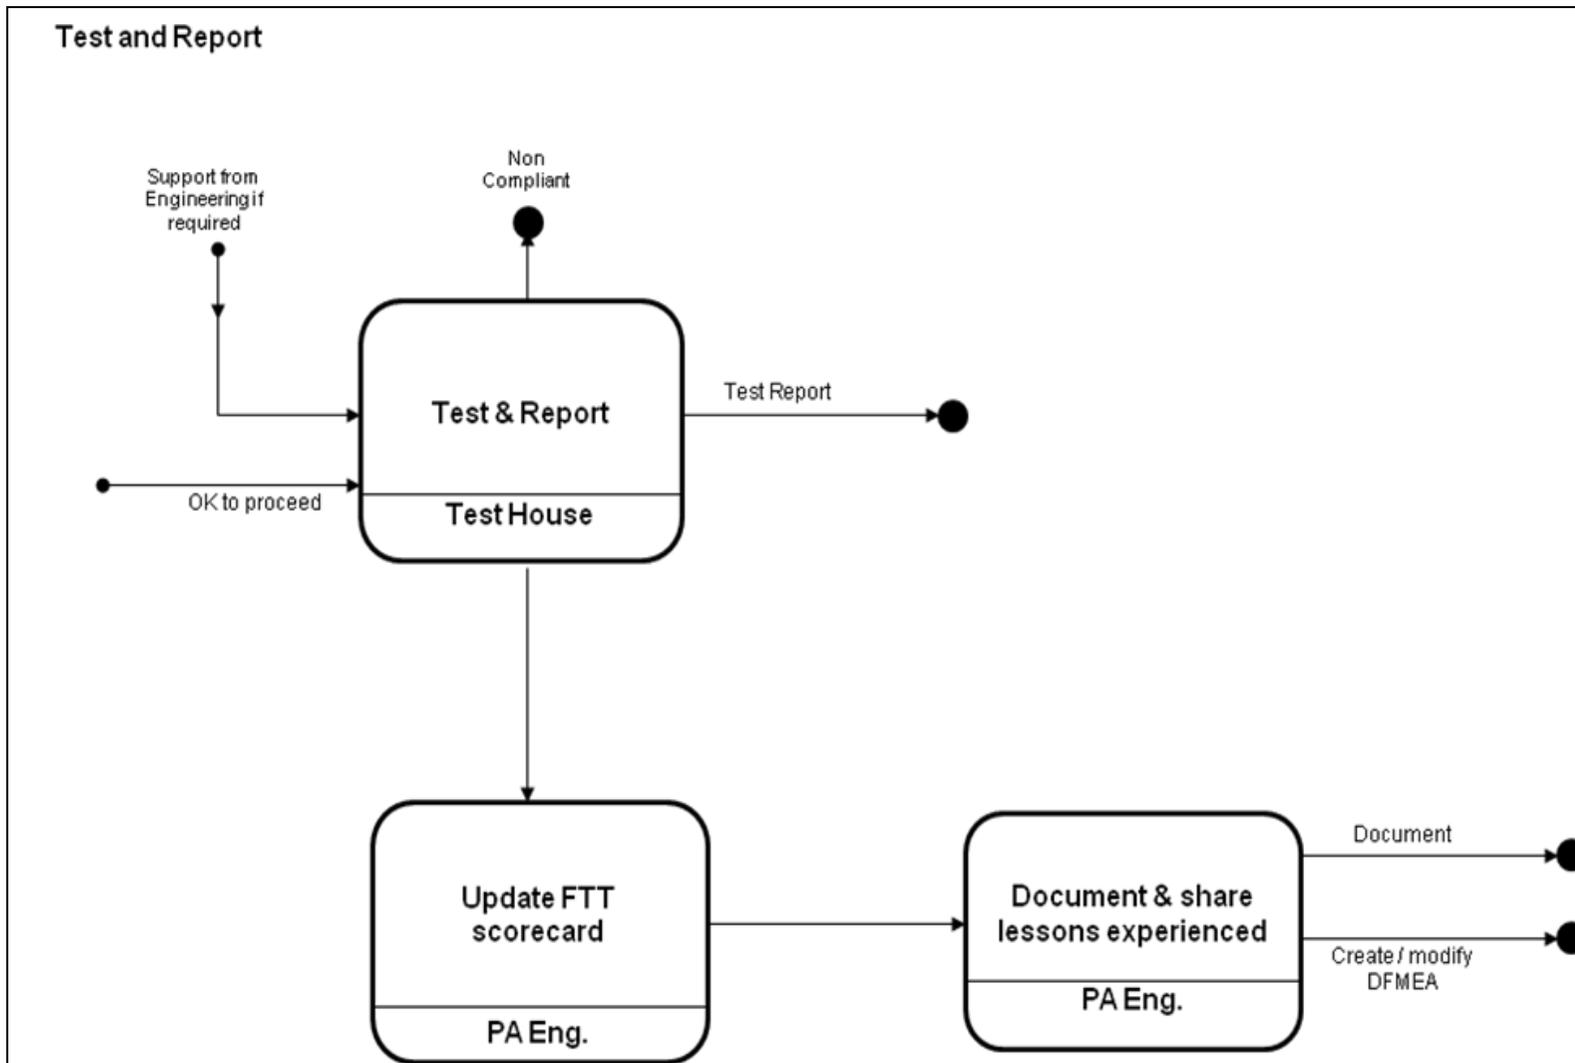 Test and Report
Support from
Engineering if
required
Non
Compliant
Test & Report
Test House
Test Report
OK to proceed
Update FTT
scorecard
PA Eng.
Document & share
lessons experienced
PA Eng.
Document
Create / modify
DFMEA